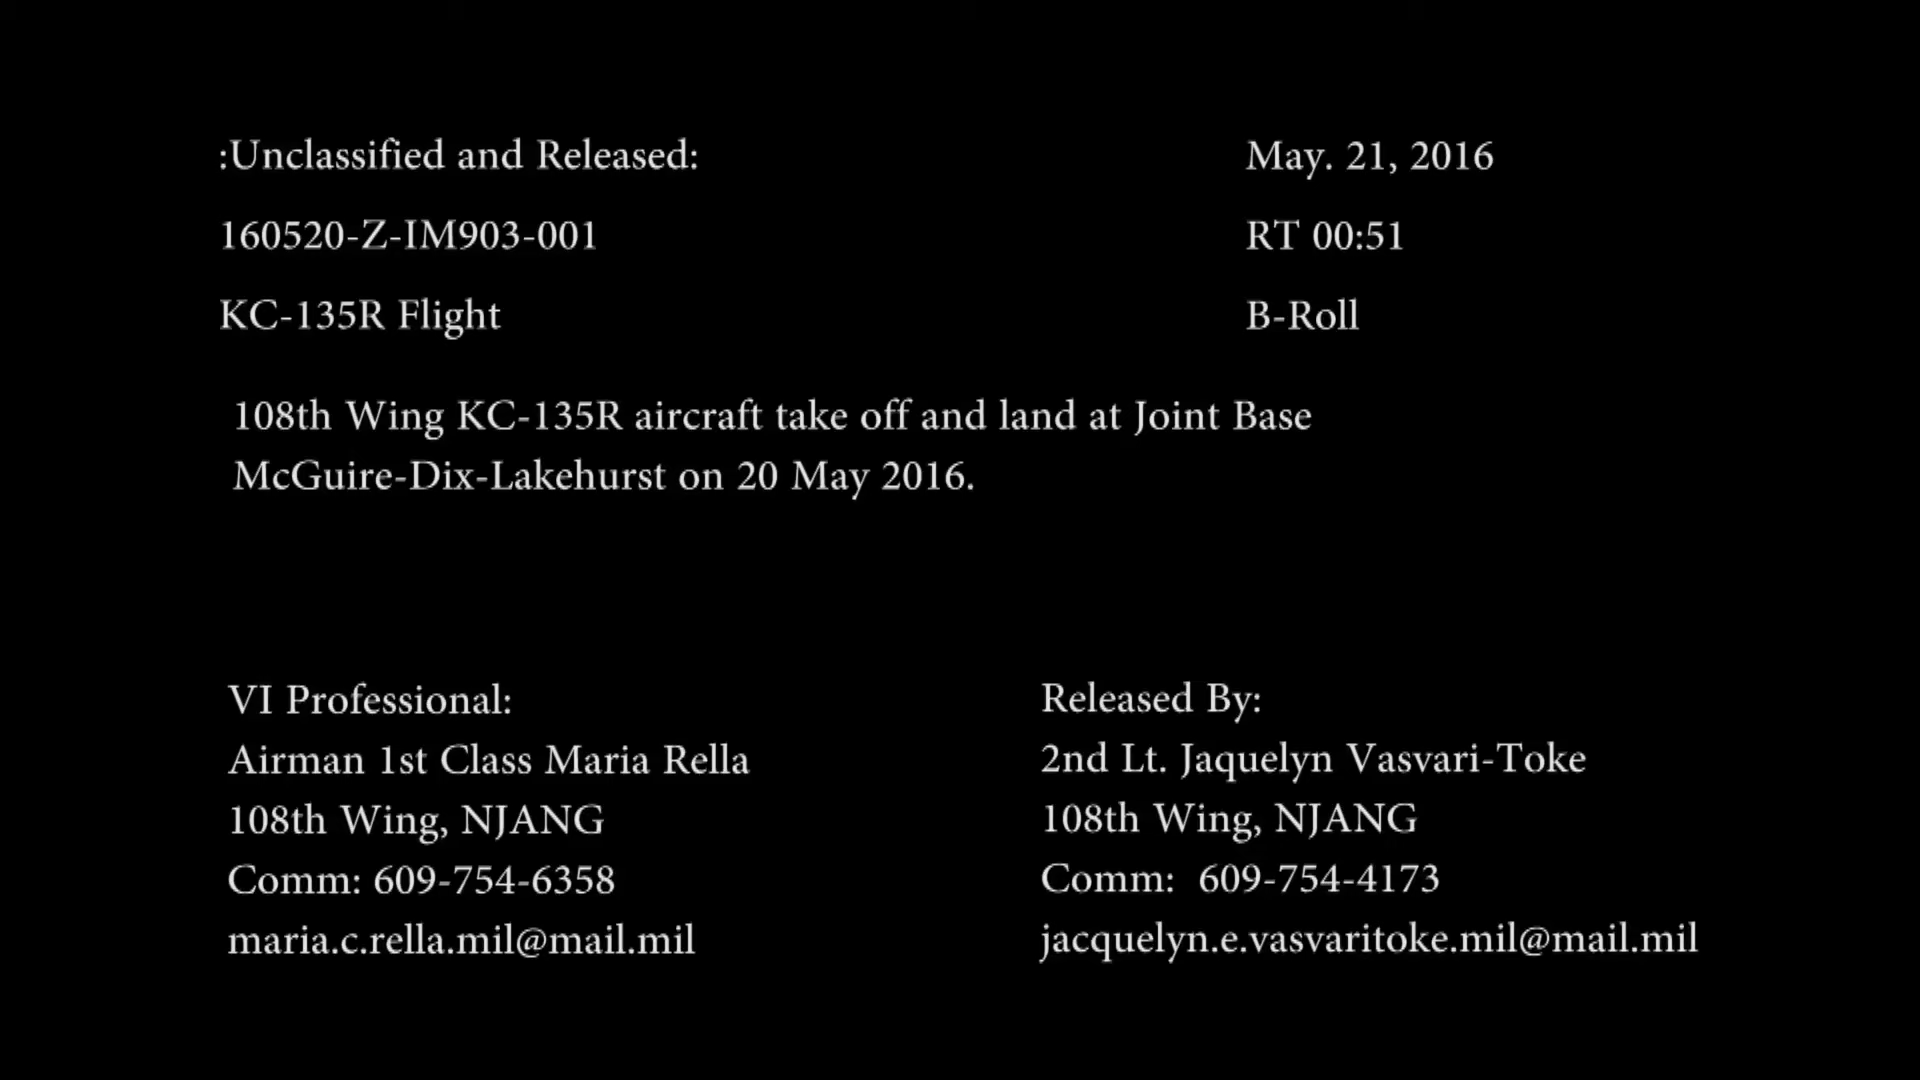 :Unclassified and Released:
May. 21, 2016
160520-Z-IM903-001
RT 00:51
KC-135R Flight
B-Roll
108th Wing KC-135R aircraft take off and land at Joint Base
McGuire-Dix-Lakehurst on 20 May 2016.
VI Professional:
Airman 1st Class Maria Rella
108th Wing, NJANG
Comm: 609-754-6358
maria.c.rella.mil@mail.mil
Released By:
2nd Lt. Jaquelyn Vasvari-Toke
108th Wing, NJANG
Comm:  609-754-4173
jacquelyn.e.vasvaritoke.mil@mail.mil